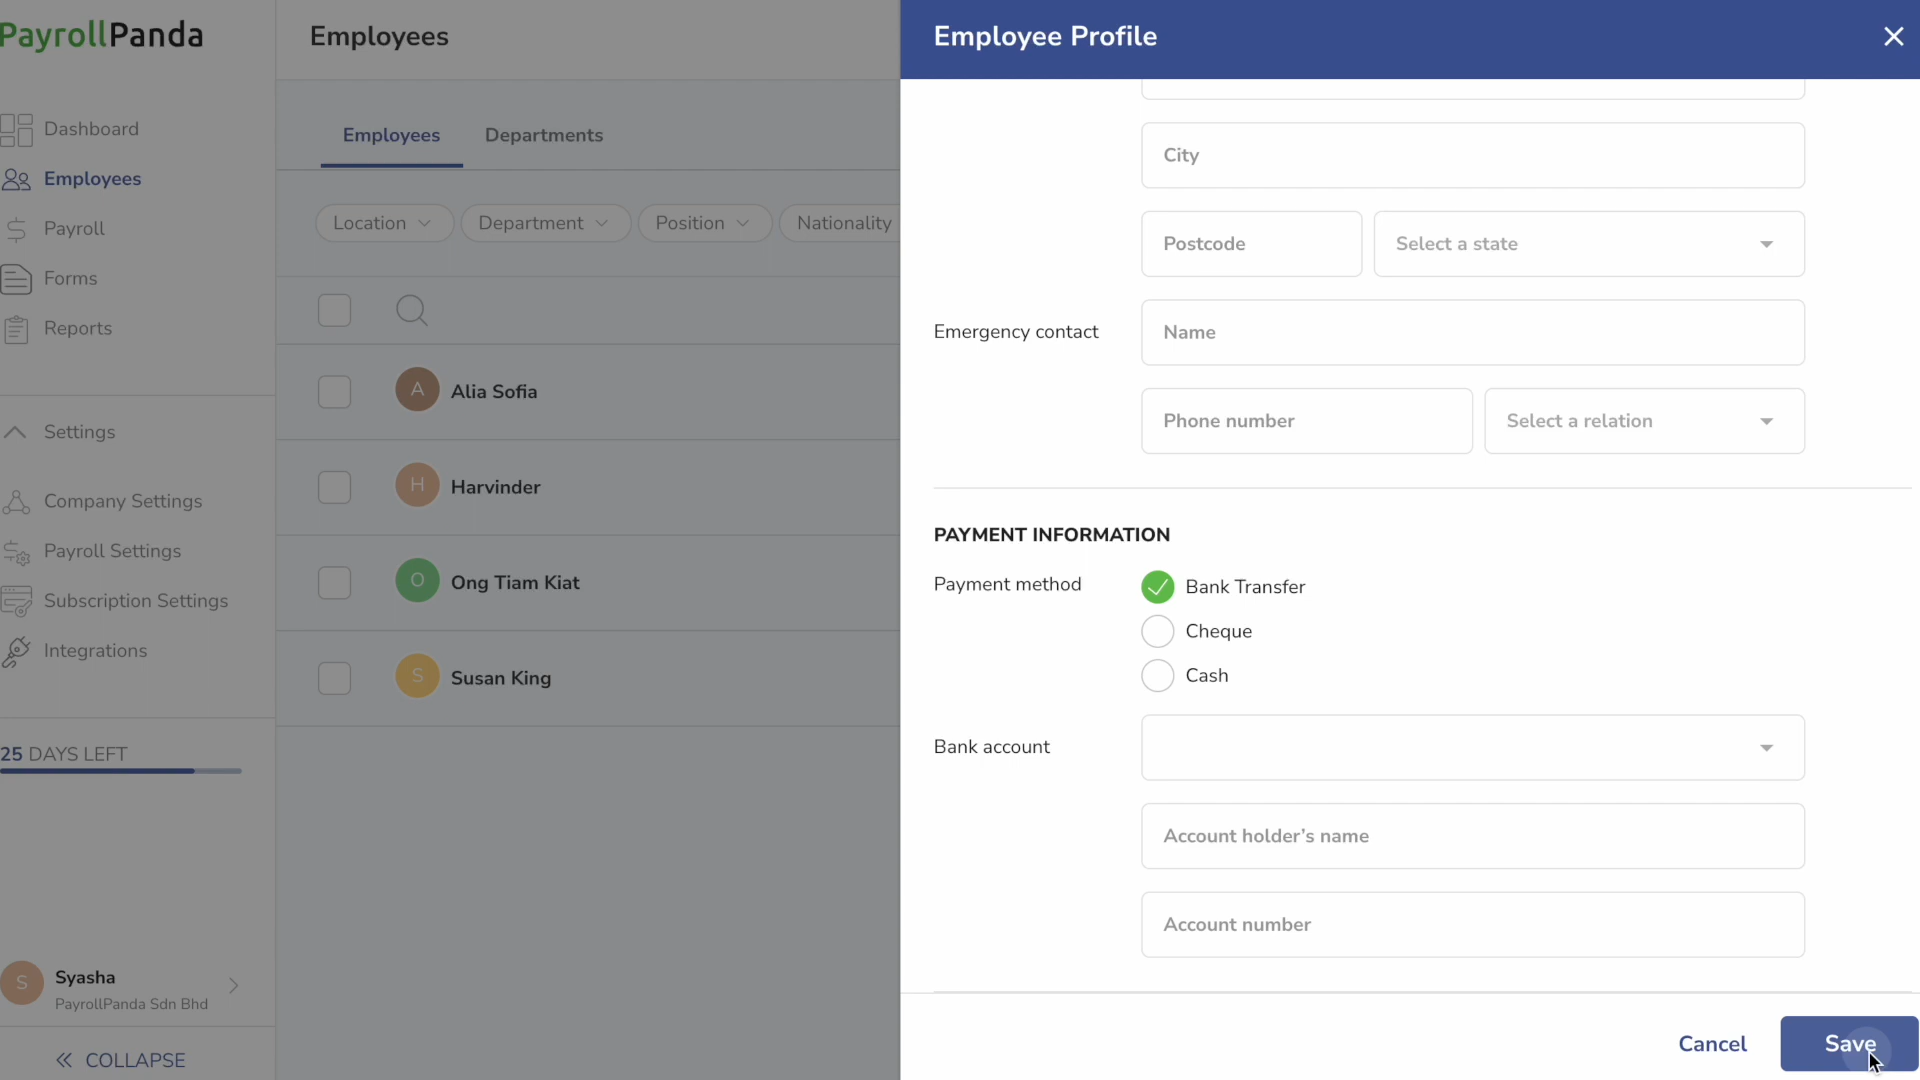 PayrollPanda
Dashboard
Employees
Payroll
Forms
Reports
Settings
Company Settings
Payroll Settings
Subscription Settings
Integrations
25 DAYS LEFT
S
Syasha
PayrollPanda Sdn Bhd
COLLAPSE
Employees
Employees Departments
Location Department Position Nationality
A Alia Sofia
H Harvinder
O Ong Tiam Kiat
S Susan King
Employee Profile
City
Postcode Select a state
Emergency contact Name
Phone number Select a relation
PAYMENT INFORMATION
Payment method Bank Transfer
Cheque
Cash
Bank account
Account holder’s name
Account number
Cancel Save